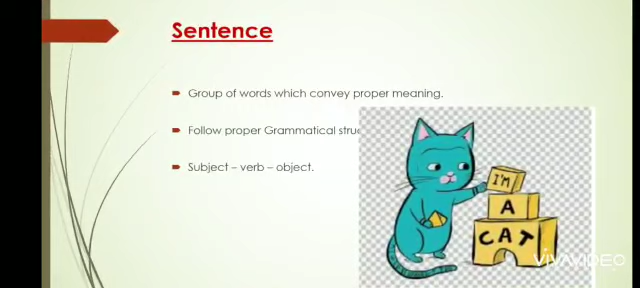 Sentence
Group of words which convey proper meaning.
Follow proper Grammatical
Subject – verb – object.
I'M
A
CAT
VIVAVIDEO